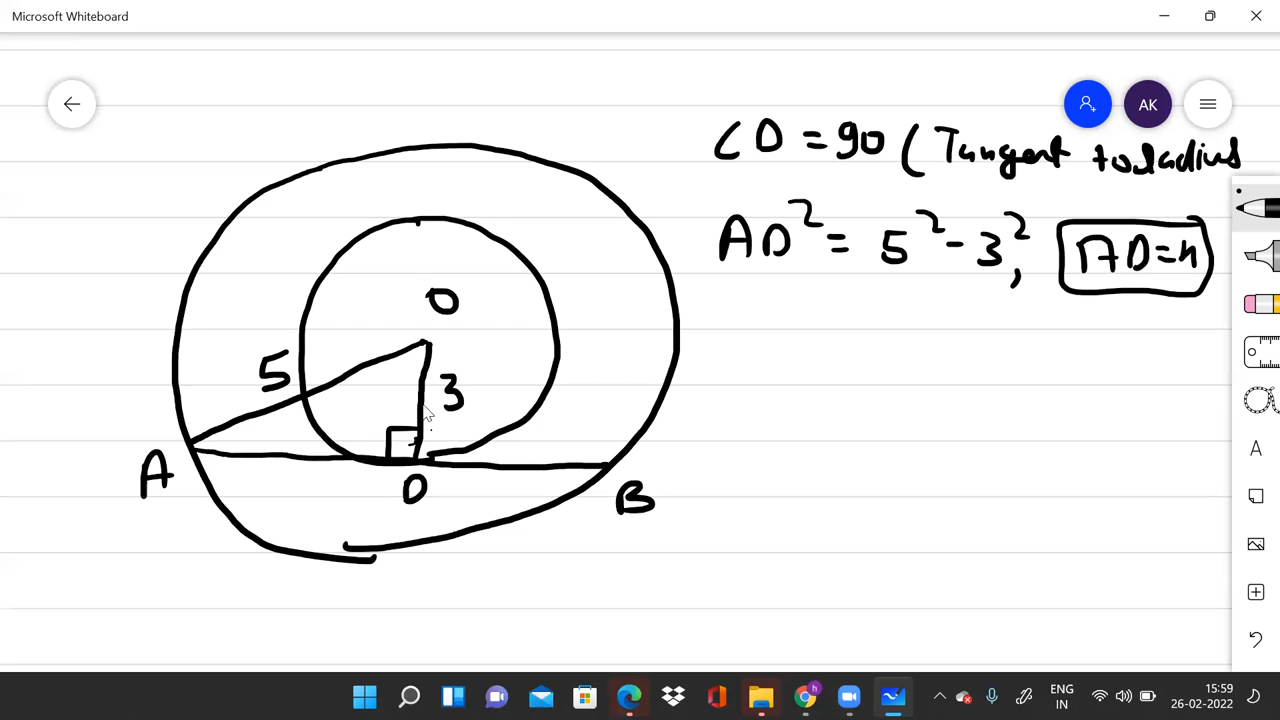 Microsoft Whiteboard
AK
∠D = 90 (Tangent to radius
AD² = 5² - 3², AD=4
O
5
3
A
D
B
A
ENG
IN
15:59
26-02-2022